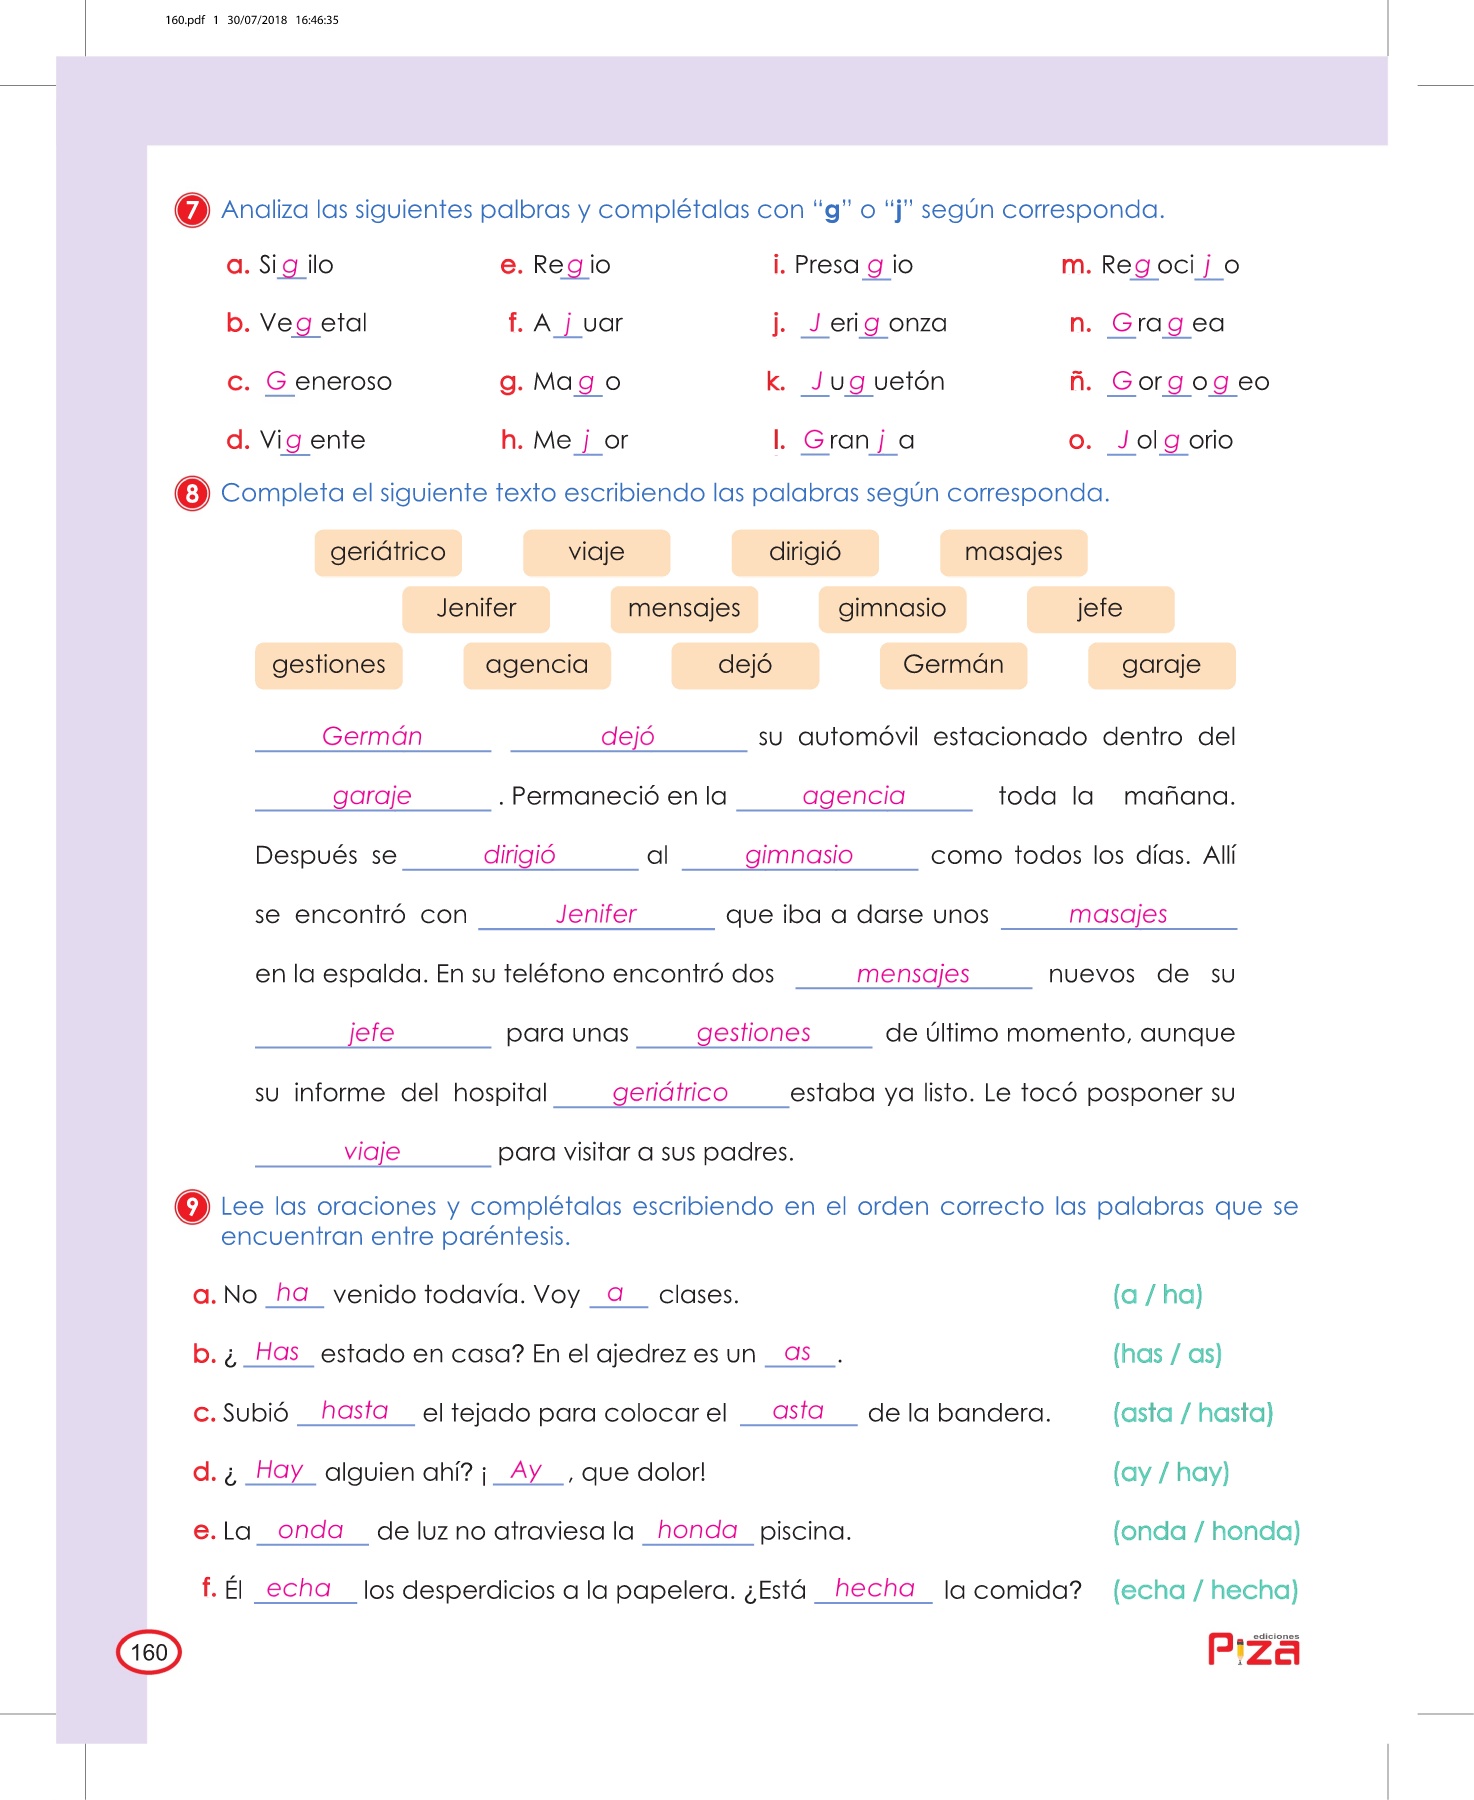 160.pdf 1 30/07/2018 16:46:35
7 Analiza las siguientes palbras y complétalas con “g” o “j” según corresponda.
a. Sigilo e. Regio i. Presagio m. Regocijo
b. Vegetal f. Ajuar j. Jerigonza n. Gragea
c. Generoso g. Mago k. Juguetón ñ. Gorgogeo
d. Vigente h. Mejor l. Granja o. Jolgorio
8 Completa el siguiente texto escribiendo las palabras según corresponda.
geriátrico viaje dirigió masajes
Jenifer mensajes gimnasio jefe
gestiones agencia dejó Germán garaje
Germán dejó su automóvil estacionado dentro del
garaje . Permaneció en la agencia toda la mañana.
Después se dirigió al gimnasio como todos los días. Allí
se encontró con Jenifer que iba a darse unos masajes
en la espalda. En su teléfono encontró dos mensajes nuevos de su
jefe para unas gestiones de último momento, aunque
su informe del hospital geriátrico estaba ya listo. Le tocó posponer su
viaje para visitar a sus padres.
9 Lee las oraciones y complétalas escribiendo en el orden correcto las palabras que se
encuentran entre paréntesis.
a. No ha venido todavía. Voy a clases. (a / ha)
b. ¿ Has estado en casa? En el ajedrez es un as . (has / as)
c. Subió hasta el tejado para colocar el asta de la bandera. (asta / hasta)
d. ¿ Hay alguien ahí? ¡ Ay , que dolor! (ay / hay)
e. La onda de luz no atraviesa la honda piscina. (onda / honda)
f. Él echa los desperdicios a la papelera. ¿Está hecha la comida? (echa / hecha)
160
ediciones
Piza